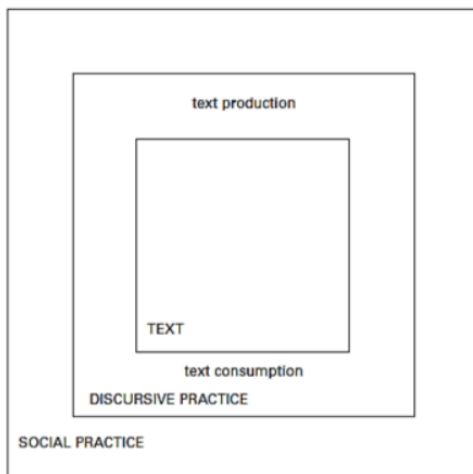 text production
TEXT
text consumption
DISCURSIVE PRACTICE
SOCIAL PRACTICE